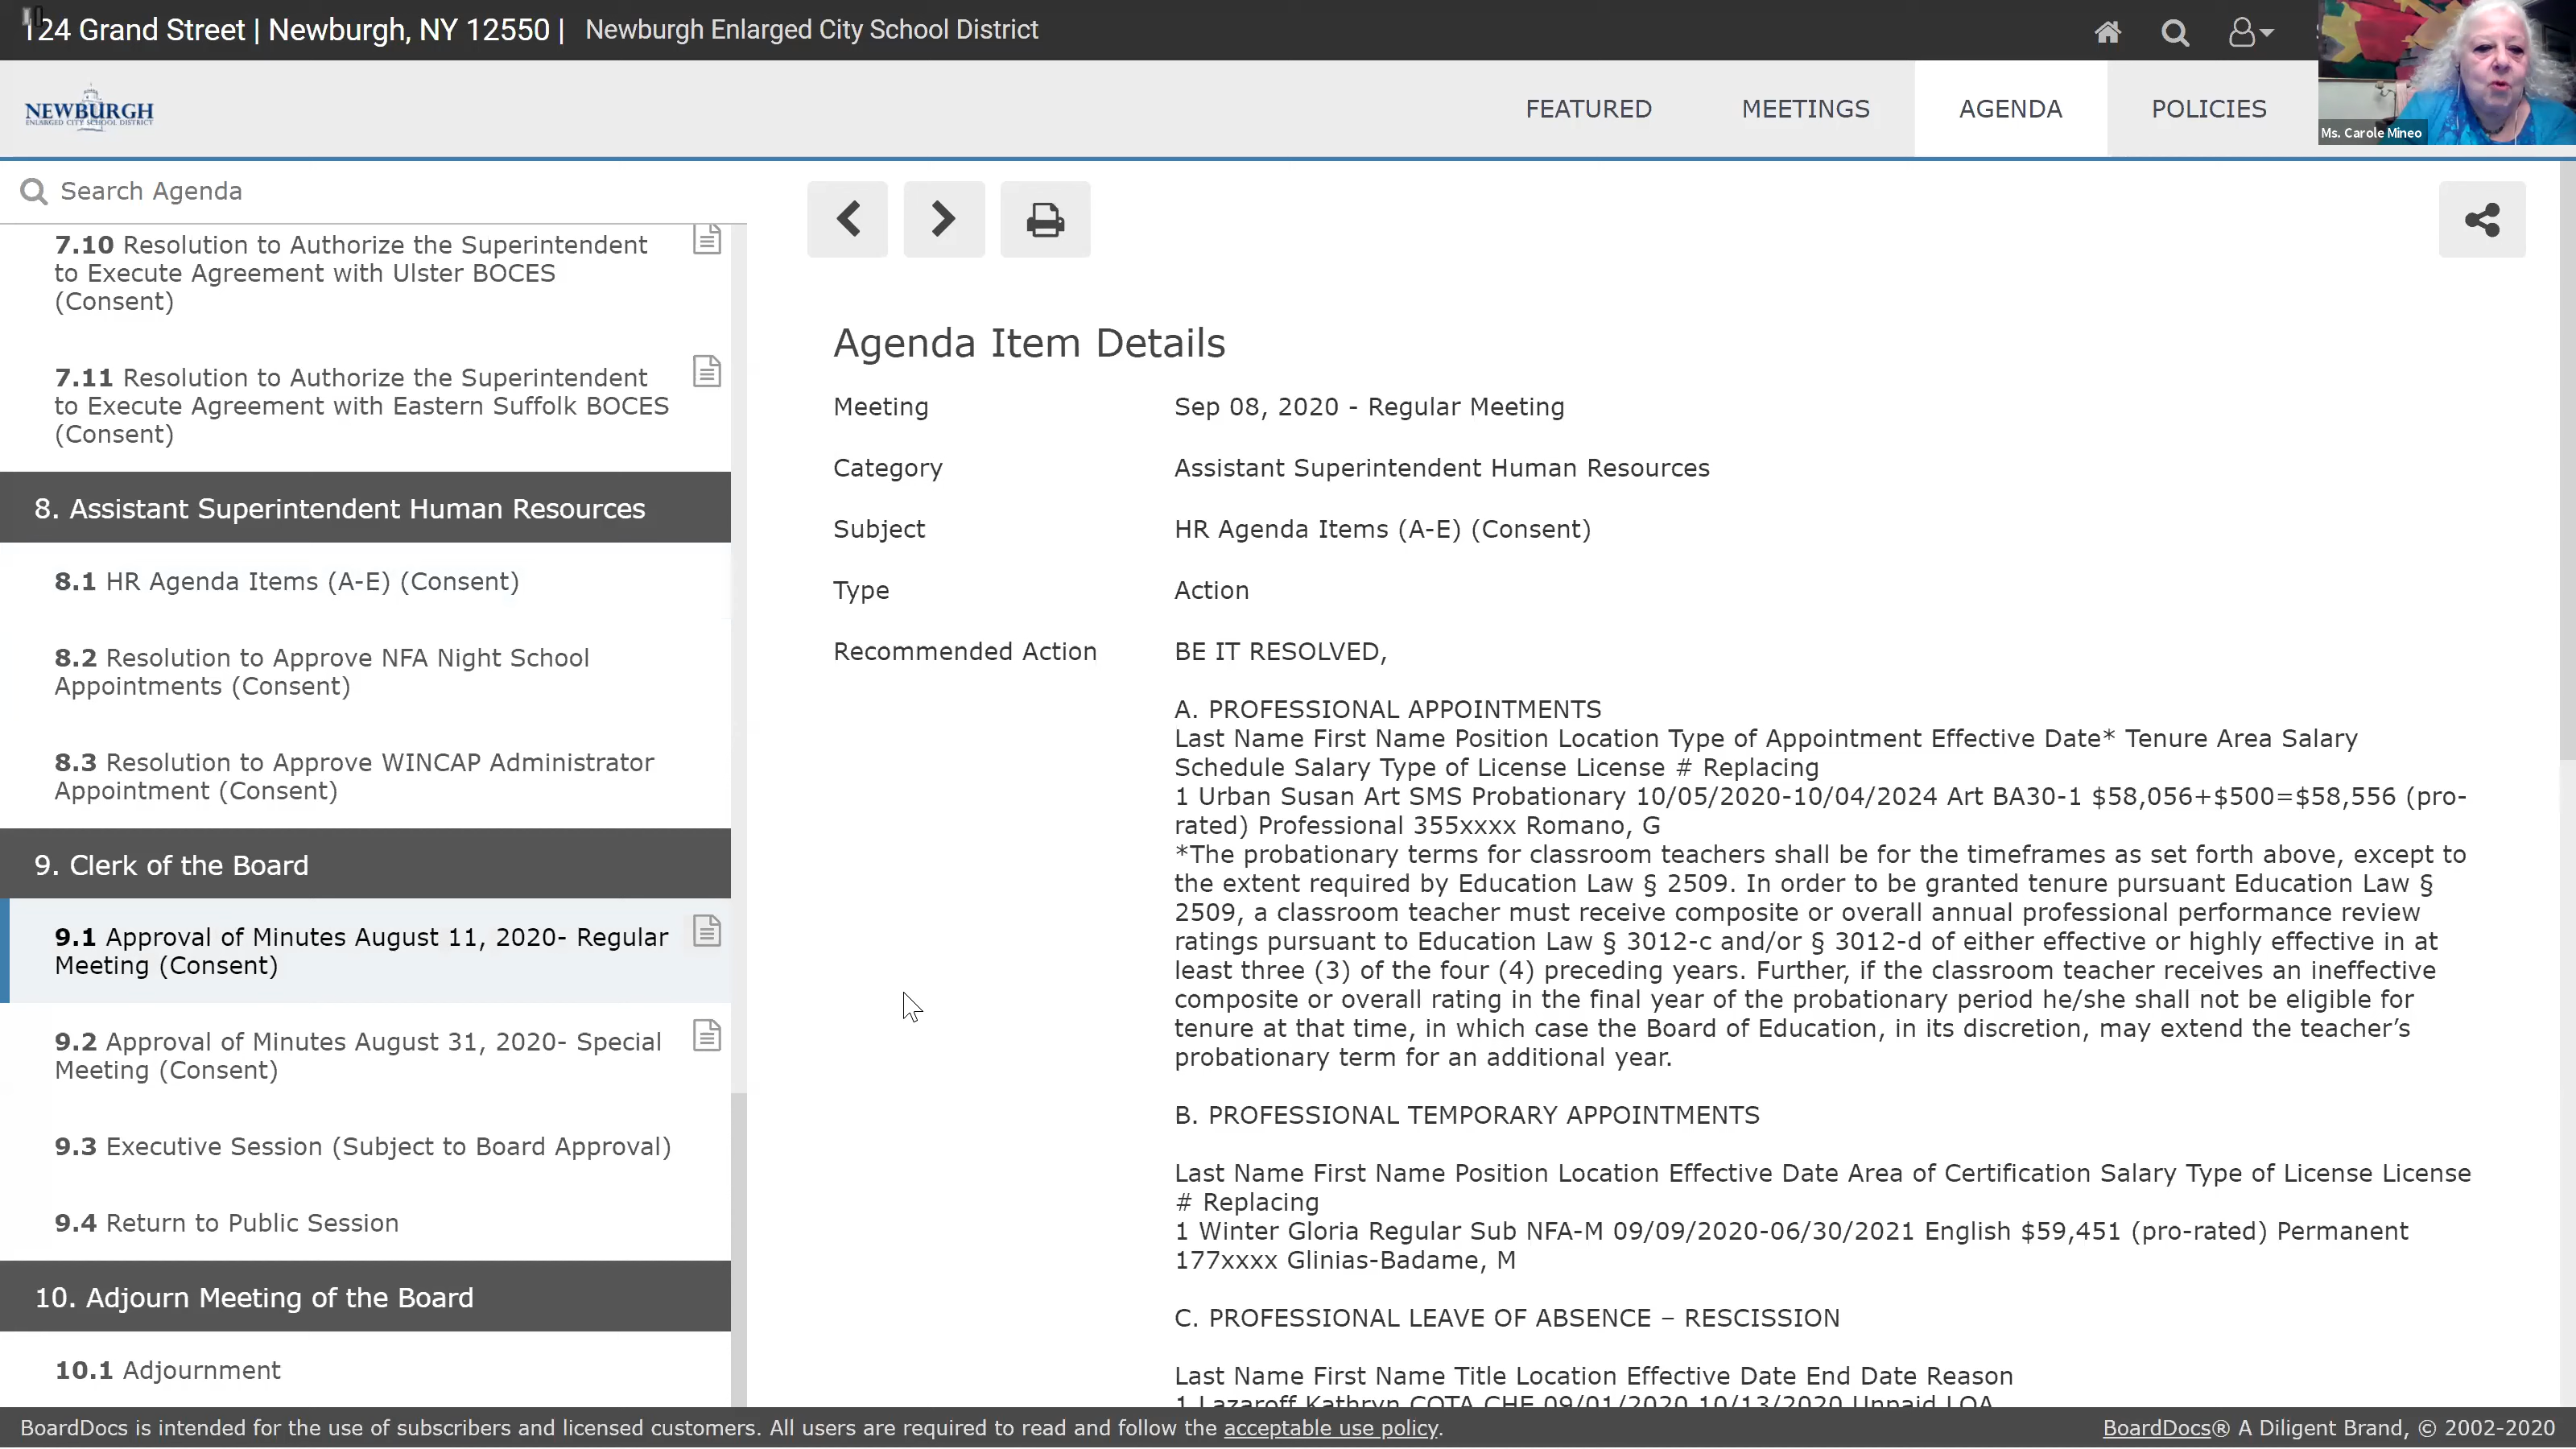 124 Grand Street | Newburgh, NY 12550 | Newburgh Enlarged City School District
Ms. Carole Mineo
NEWBURGH
ENLARGED CITY SCHOOL DISTRICT
FEATURED
MEETINGS
AGENDA
POLICIES
Search Agenda
7.10 Resolution to Authorize the Superintendent
to Execute Agreement with Ulster BOCES
(Consent)
7.11 Resolution to Authorize the Superintendent
to Execute Agreement with Eastern Suffolk BOCES
(Consent)
8. Assistant Superintendent Human Resources
8.1 HR Agenda Items (A-E) (Consent)
8.2 Resolution to Approve NFA Night School
Appointments (Consent)
8.3 Resolution to Approve WINCAP Administrator
Appointment (Consent)
9. Clerk of the Board
9.1 Approval of Minutes August 11, 2020- Regular
Meeting (Consent)
9.2 Approval of Minutes August 31, 2020- Special
Meeting (Consent)
9.3 Executive Session (Subject to Board Approval)
9.4 Return to Public Session
10. Adjourn Meeting of the Board
10.1 Adjournment
Agenda Item Details
Meeting Sep 08, 2020 - Regular Meeting
Category Assistant Superintendent Human Resources
Subject HR Agenda Items (A-E) (Consent)
Type Action
Recommended Action BE IT RESOLVED,
A. PROFESSIONAL APPOINTMENTS
Last Name First Name Position Location Type of Appointment Effective Date* Tenure Area Salary
Schedule Salary Type of License License # Replacing
1 Urban Susan Art SMS Probationary 10/05/2020-10/04/2024 Art BA30-1 $58,056+$500=$58,556 (pro-
rated) Professional 355xxxx Romano, G
*The probationary terms for classroom teachers shall be for the timeframes as set forth above, except to
the extent required by Education Law § 2509. In order to be granted tenure pursuant Education Law §
2509, a classroom teacher must receive composite or overall annual professional performance review
ratings pursuant to Education Law § 3012-c and/or § 3012-d of either effective or highly effective in at
least three (3) of the four (4) preceding years. Further, if the classroom teacher receives an ineffective
composite or overall rating in the final year of the probationary period he/she shall not be eligible for
tenure at that time, in which case the Board of Education, in its discretion, may extend the teacher’s
probationary term for an additional year.
B. PROFESSIONAL TEMPORARY APPOINTMENTS
Last Name First Name Position Location Effective Date Area of Certification Salary Type of License License
# Replacing
1 Winter Gloria Regular Sub NFA-M 09/09/2020-06/30/2021 English $59,451 (pro-rated) Permanent
177xxxx Glinias-Badame, M
C. PROFESSIONAL LEAVE OF ABSENCE – RESCISSION
Last Name First Name Title Location Effective Date End Date Reason
1 Lazaroff Kathryn COTA CHE 09/01/2020 10/13/2020 Unpaid LOA
BoardDocs is intended for the use of subscribers and licensed customers. All users are required to read and follow the acceptable use policy.
BoardDocs® A Diligent Brand, © 2002-2020